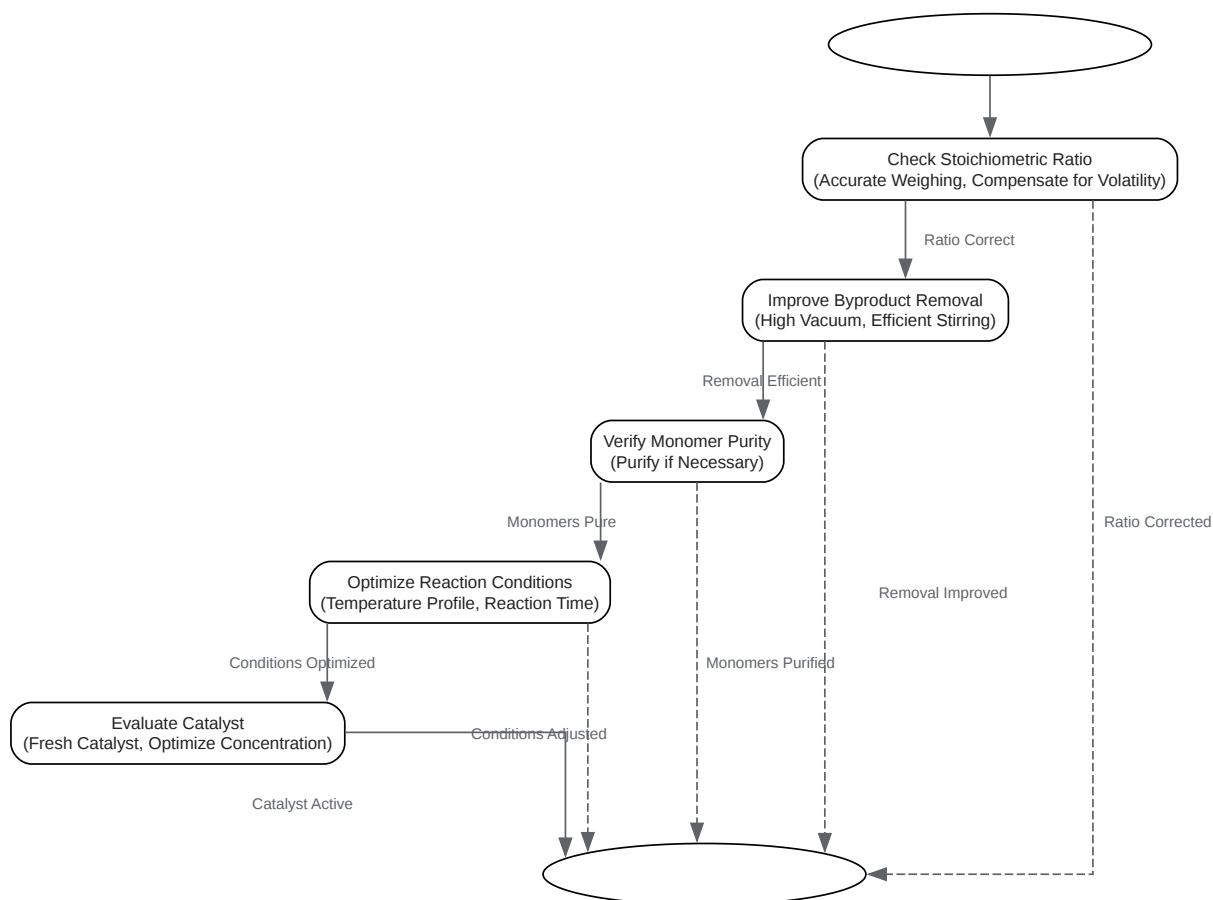 Check Stoichiometric Ratio
(Accurate Weighing, Compensate for Volatility)
Ratio Correct
Improve Byproduct Removal
(High Vacuum, Efficient Stirring)
Removal Efficient
Verify Monomer Purity
(Purify if Necessary)
Monomers Pure
Ratio Corrected
Optimize Reaction Conditions
(Temperature Profile, Reaction Time)
Removal Improved
Conditions Optimized
Monomers Purified
Evaluate Catalyst
(Fresh Catalyst, Optimize Concentration)
Conditions Adjusted
Catalyst Active